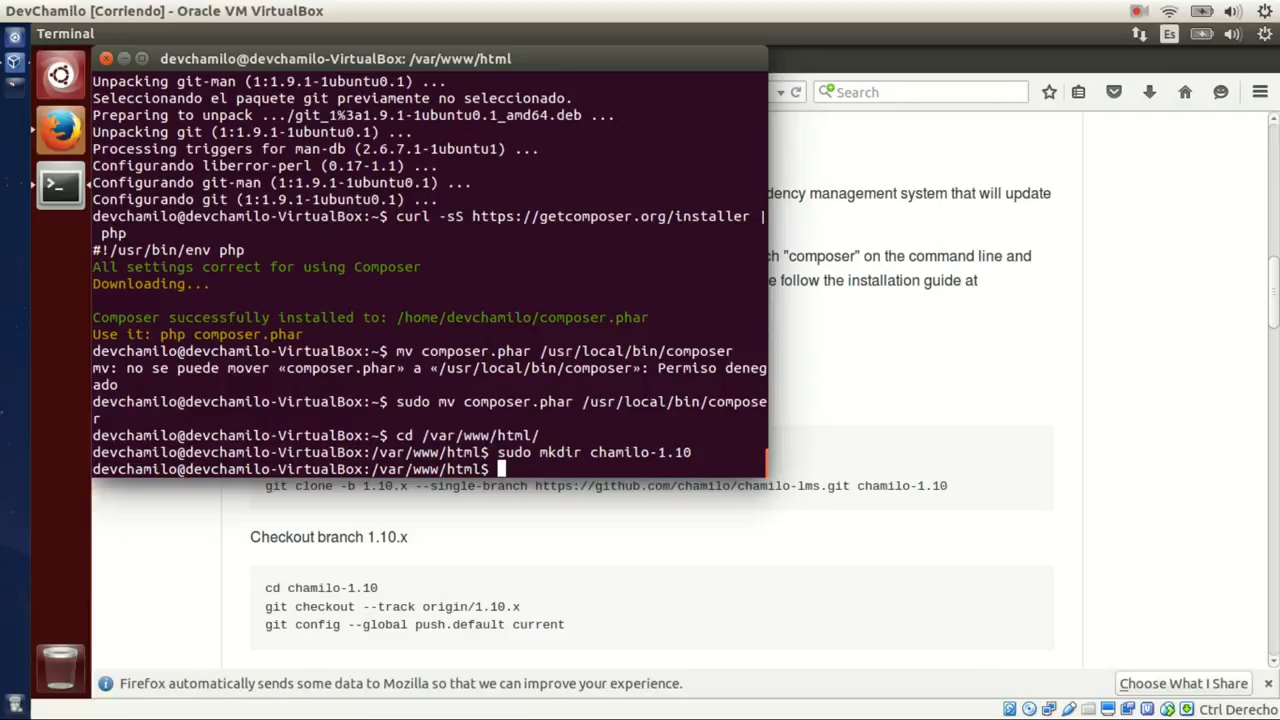 DevChamilo [Corriendo] - Oracle VM VirtualBox
Terminal
Es
devchamilo@devchamilo-VirtualBox: /var/www/html
Search
Unpacking git-man (1:1.9.1-1ubuntu0.1) ...
Seleccionando el paquete git previamente no seleccionado.
Preparing to unpack .../git_1%3a1.9.1-1ubuntu0.1_amd64.deb ...
Unpacking git (1:1.9.1-1ubuntu0.1) ...
Processing triggers for man-db (2.6.7.1-1ubuntu1) ...
Configurando liberror-perl (0.17-1.1) ...
Configurando git-man (1:1.9.1-1ubuntu0.1) ...
Configurando git (1:1.9.1-1ubuntu0.1) ...
devchamilo@devchamilo-VirtualBox:~$ curl -sS https://getcomposer.org/installer |
php
#!/usr/bin/env php
All settings correct for using Composer
Downloading...
Composer successfully installed to: /home/devchamilo/composer.phar
Use it: php composer.phar
devchamilo@devchamilo-VirtualBox:~$ mv composer.phar /usr/local/bin/composer
mv: no se puede mover «composer.phar» a «/usr/local/bin/composer»: Permiso deneg
ado
devchamilo@devchamilo-VirtualBox:~$ sudo mv composer.phar /usr/local/bin/compose
r
devchamilo@devchamilo-VirtualBox:~$ cd /var/www/html/
devchamilo@devchamilo-VirtualBox:/var/www/html$ sudo mkdir chamilo-1.10
devchamilo@devchamilo-VirtualBox:/var/www/html$
dency management system that will update
ch "composer" on the command line and
e follow the installation guide at
git clone -b 1.10.x --single-branch https://github.com/chamilo/chamilo-lms.git chamilo-1.10
Checkout branch 1.10.x
cd chamilo-1.10
git checkout --track origin/1.10.x
git config --global push.default current
Firefox automatically sends some data to Mozilla so that we can improve your experience.
Choose What I Share
Ctrl Derecho